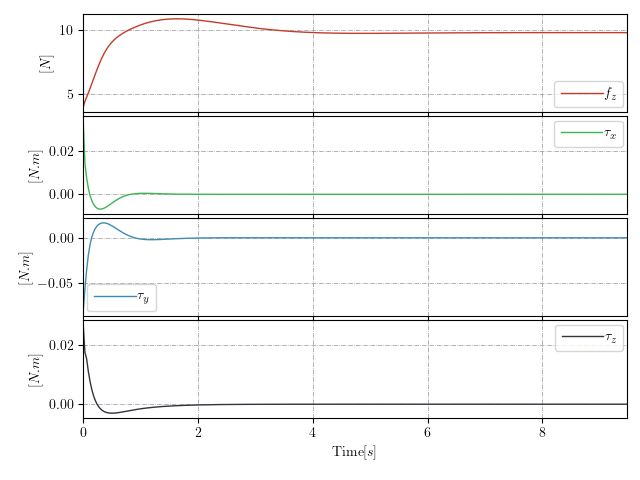 10
5
[N]
f_z
0.02
0.00
[N.m]
τ_x
0.00
−0.05
[N.m]
τ_y
0.02
0.00
[N.m]
τ_z
0 2 4 6 8
Time[s]